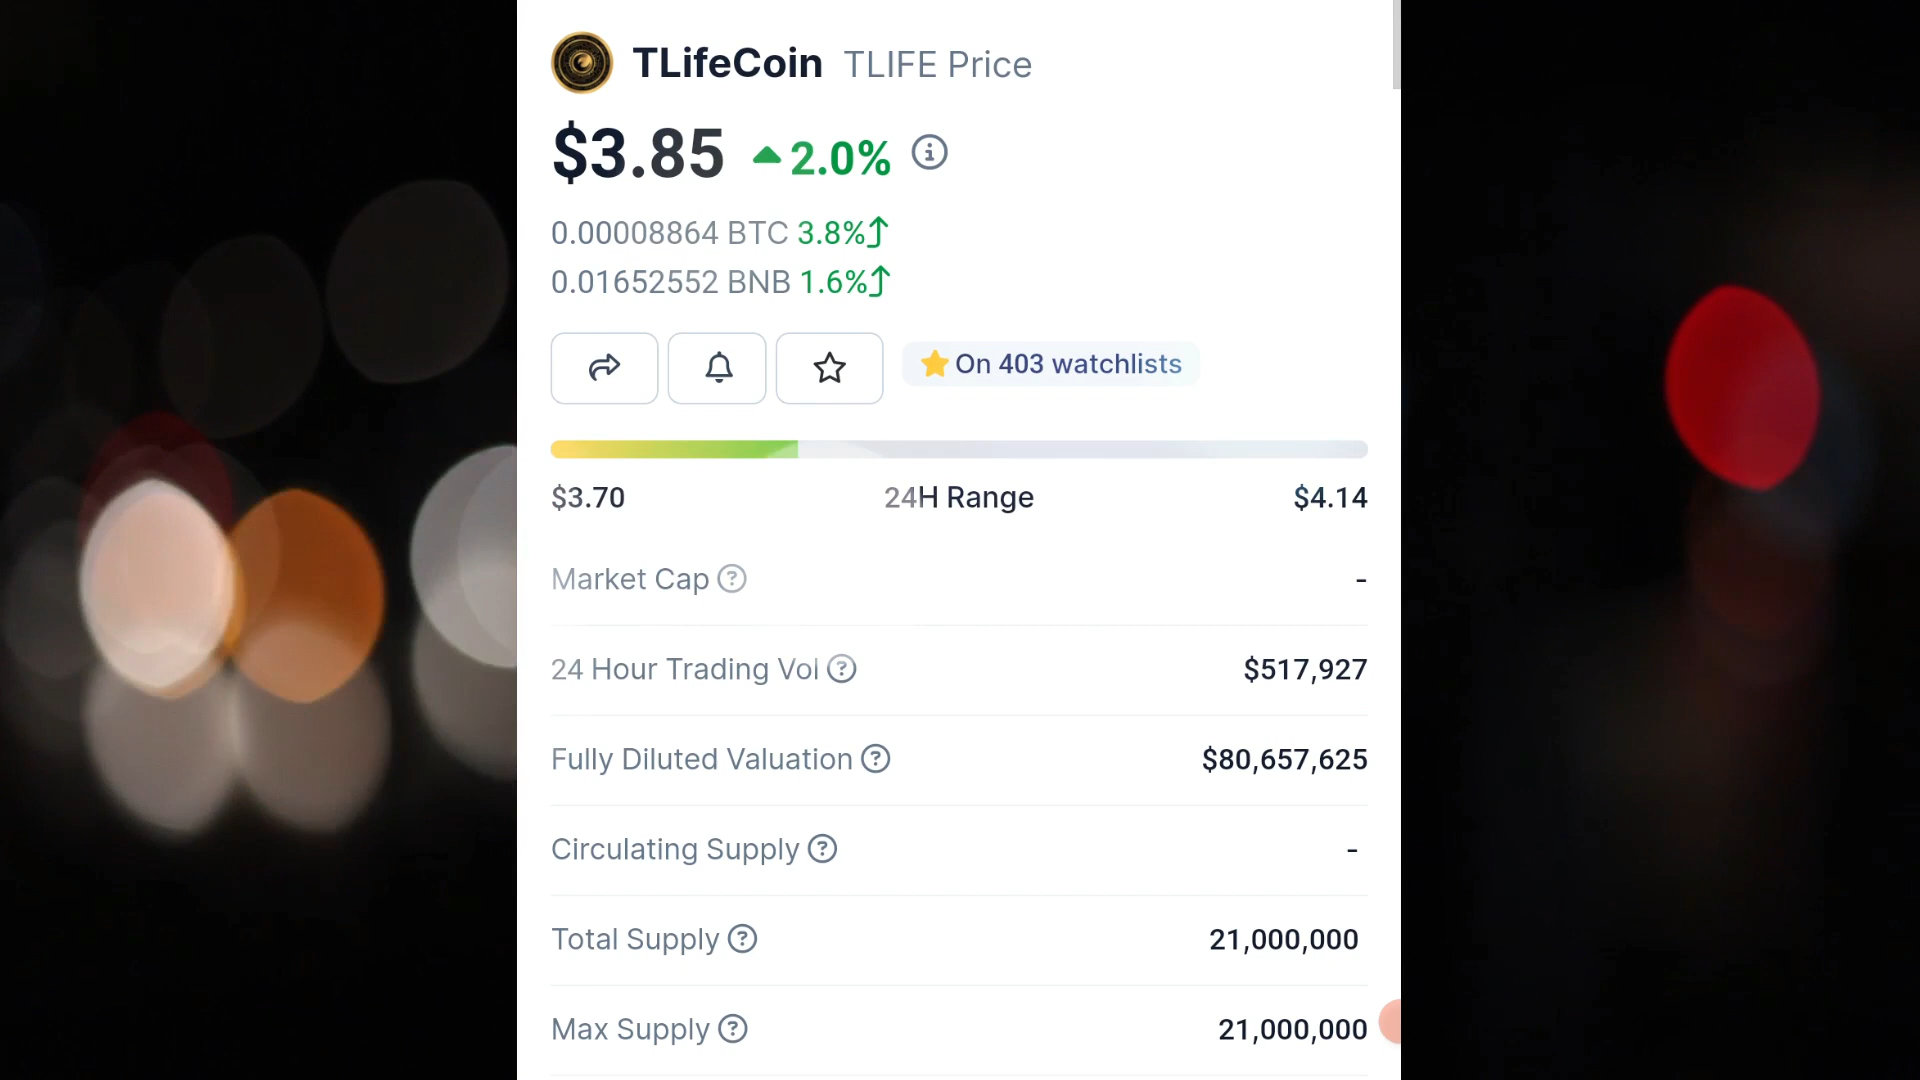 TLifeCoin TLIFE Price
$3.85 2.0%
0.00008864 BTC 3.8%
0.01652552 BNB 1.6%
On 403 watchlists
$3.70 24H Range $4.14
Market Cap -
24 Hour Trading Vol $517,927
Fully Diluted Valuation $80,657,625
Circulating Supply -
Total Supply 21,000,000
Max Supply 21,000,000